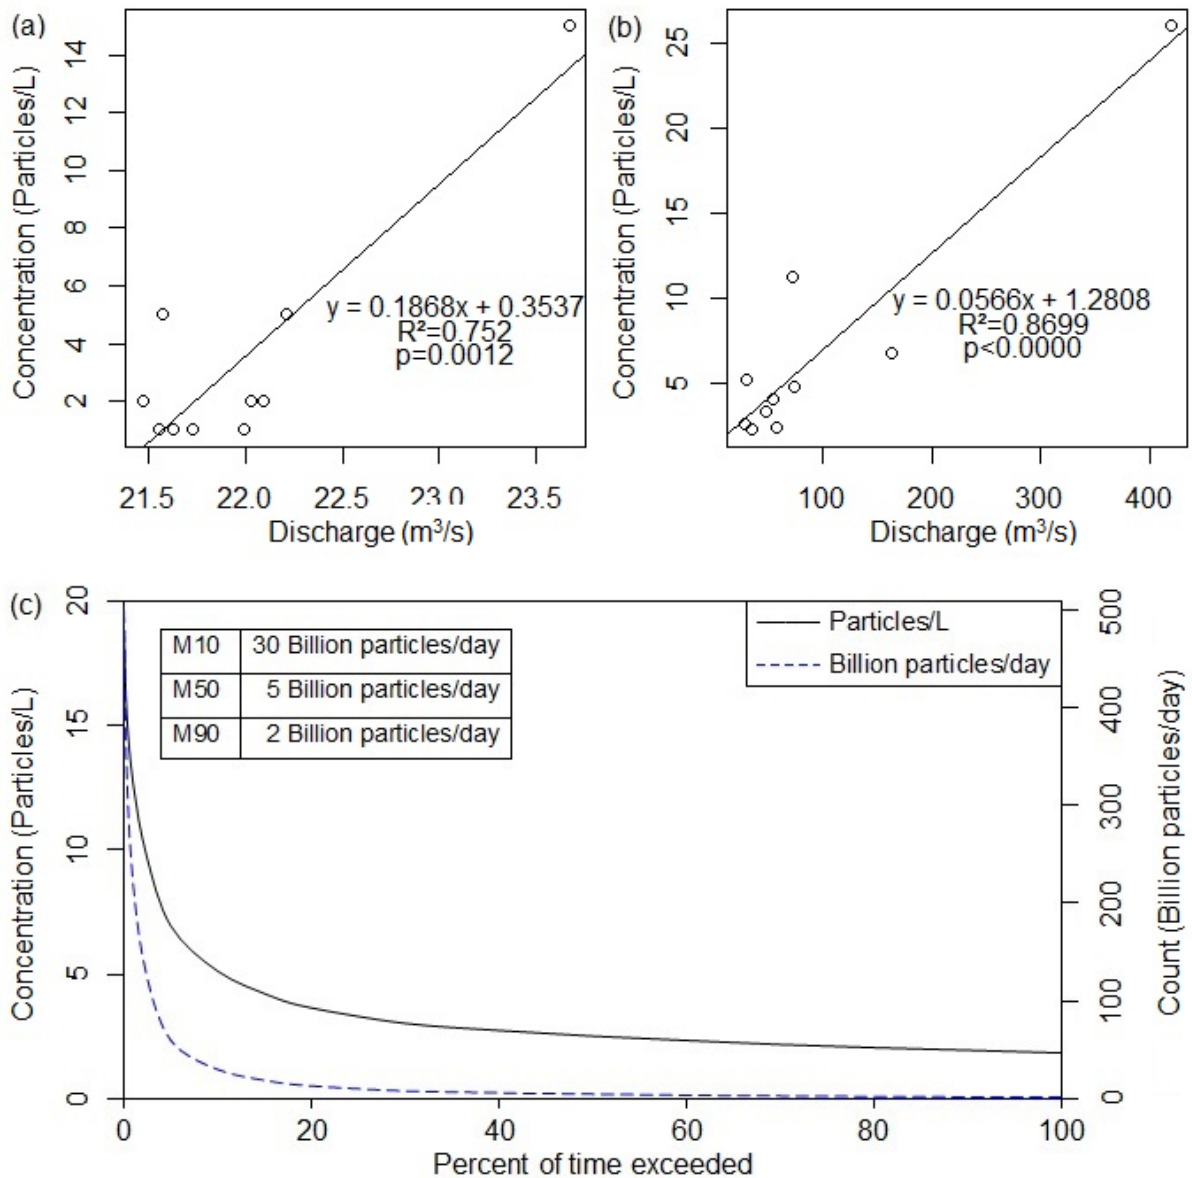 (a)
Concentration (Particles/L)
14
12
10
8
6
4
2
y = 0.1868x + 0.3537
R²=0.752
p=0.0012
21.5 22.0 22.5 23.0 23.5
Discharge (m³/s)
(b)
Concentration (Particles/L)
25
20
15
10
5
y = 0.0566x + 1.2808
R²=0.8699
p<0.0000
100 200 300 400
Discharge (m³/s)
(c)
Concentration (Particles/L)
20
15
10
5
0
M10 30 Billion particles/day
M50 5 Billion particles/day
M90 2 Billion particles/day
Particles/L
Billion particles/day
500
400
300
200
100
0
Count (Billion particles/day)
0 20 40 60 80 100
Percent of time exceeded